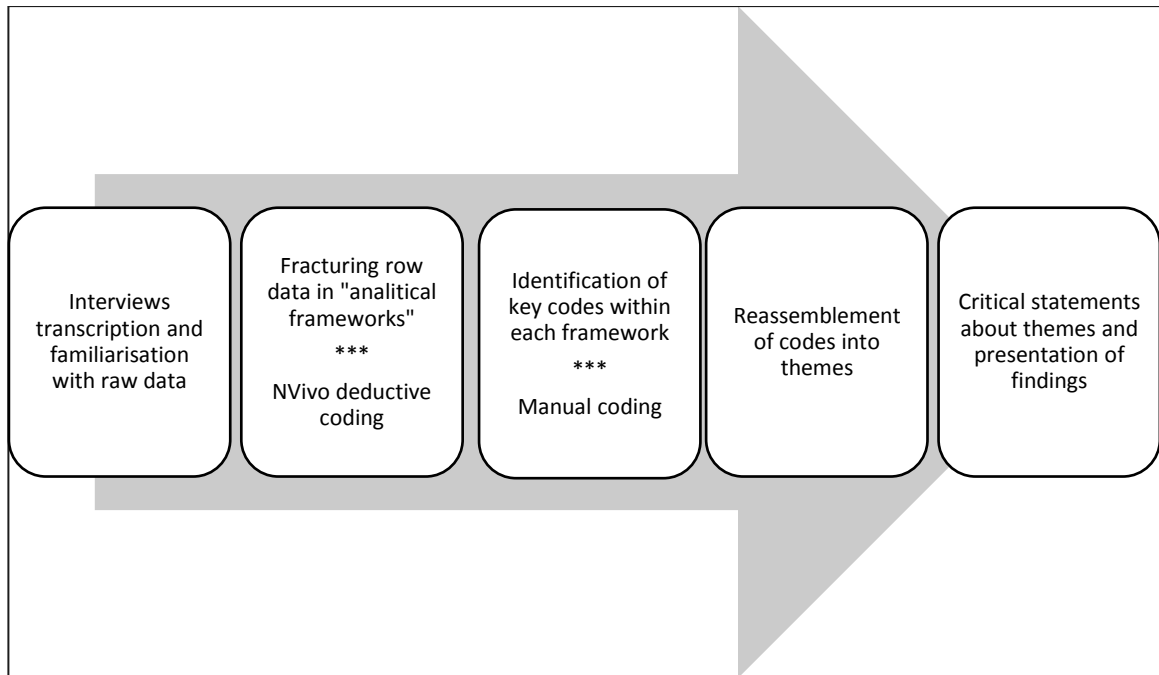 Interviews
transcription and
familiarisation
with raw data
Fracturing row
data in "analitical
frameworks"
***
NVivo deductive
coding
Identification of
key codes within
each framework
***
Manual coding
Reassemblement
of codes into
themes
Critical statements
about themes and
presentation of
findings